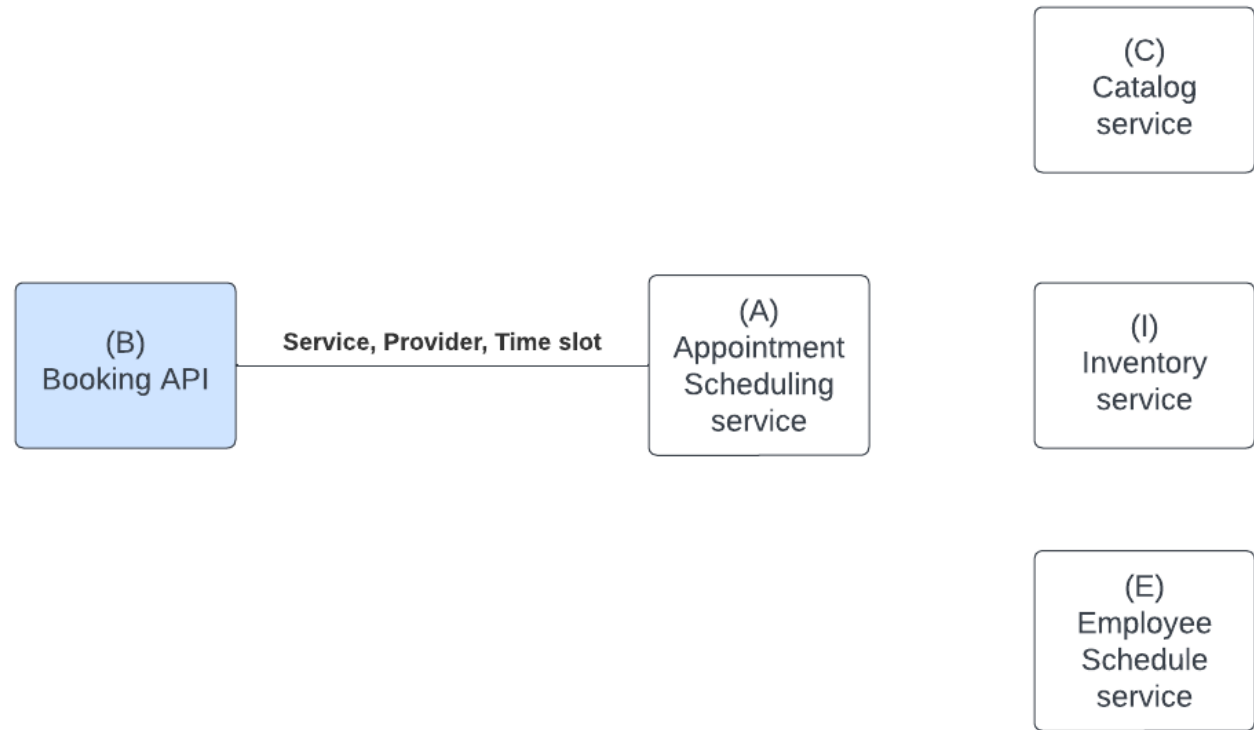 (C)
Catalog
service
(B)
Booking API
Service, Provider, Time slot
(A)
Appointment
Scheduling
service
(I)
Inventory
service
(E)
Employee
Schedule
service